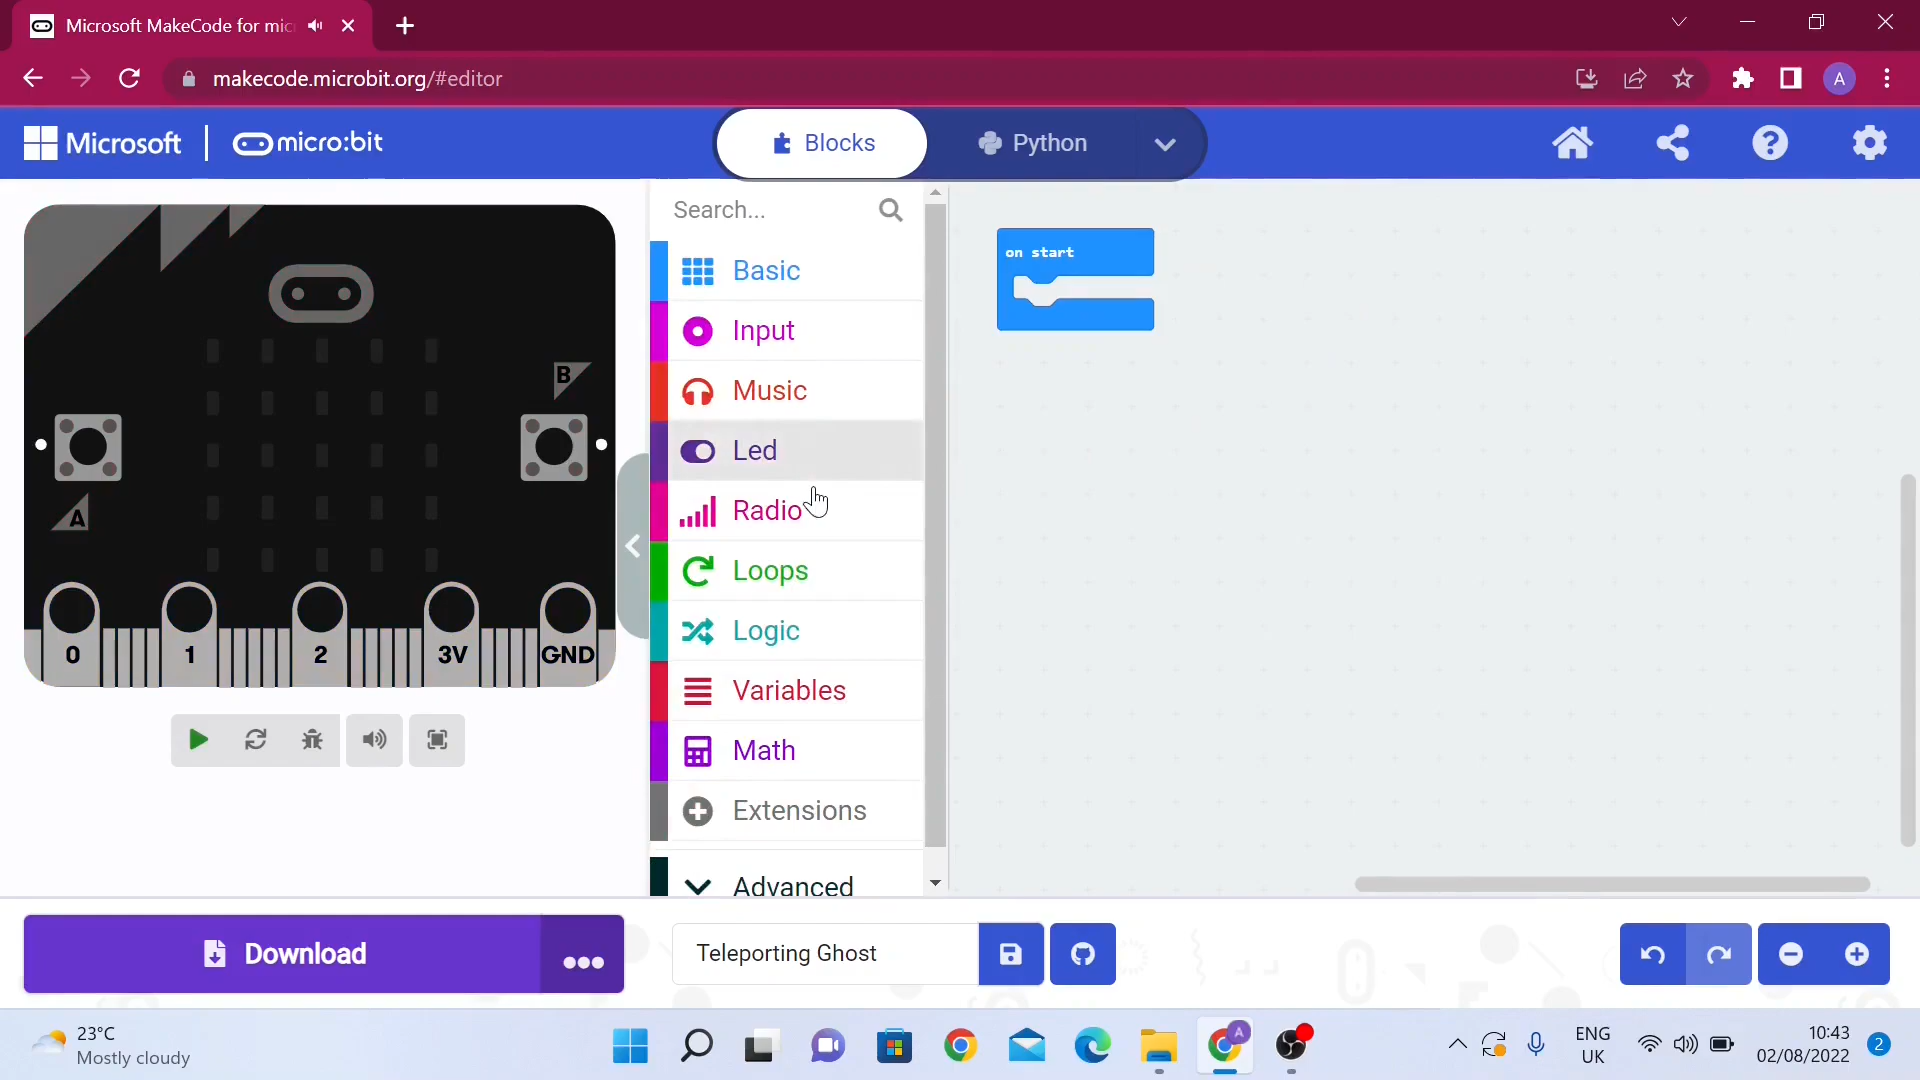 Microsoft MakeCode for mic
makecode.microbit.org/#editor
A
Microsoft
micro:bit
Blocks
Python
Search...
Basic
Input
Music
Led
Radio
Loops
Logic
Variables
Math
Extensions
Advanced
on start
B
A
0
1
2
3V
GND
Download
Teleporting Ghost
23°C
Mostly cloudy
A
ENG
UK
10:43
02/08/2022
2